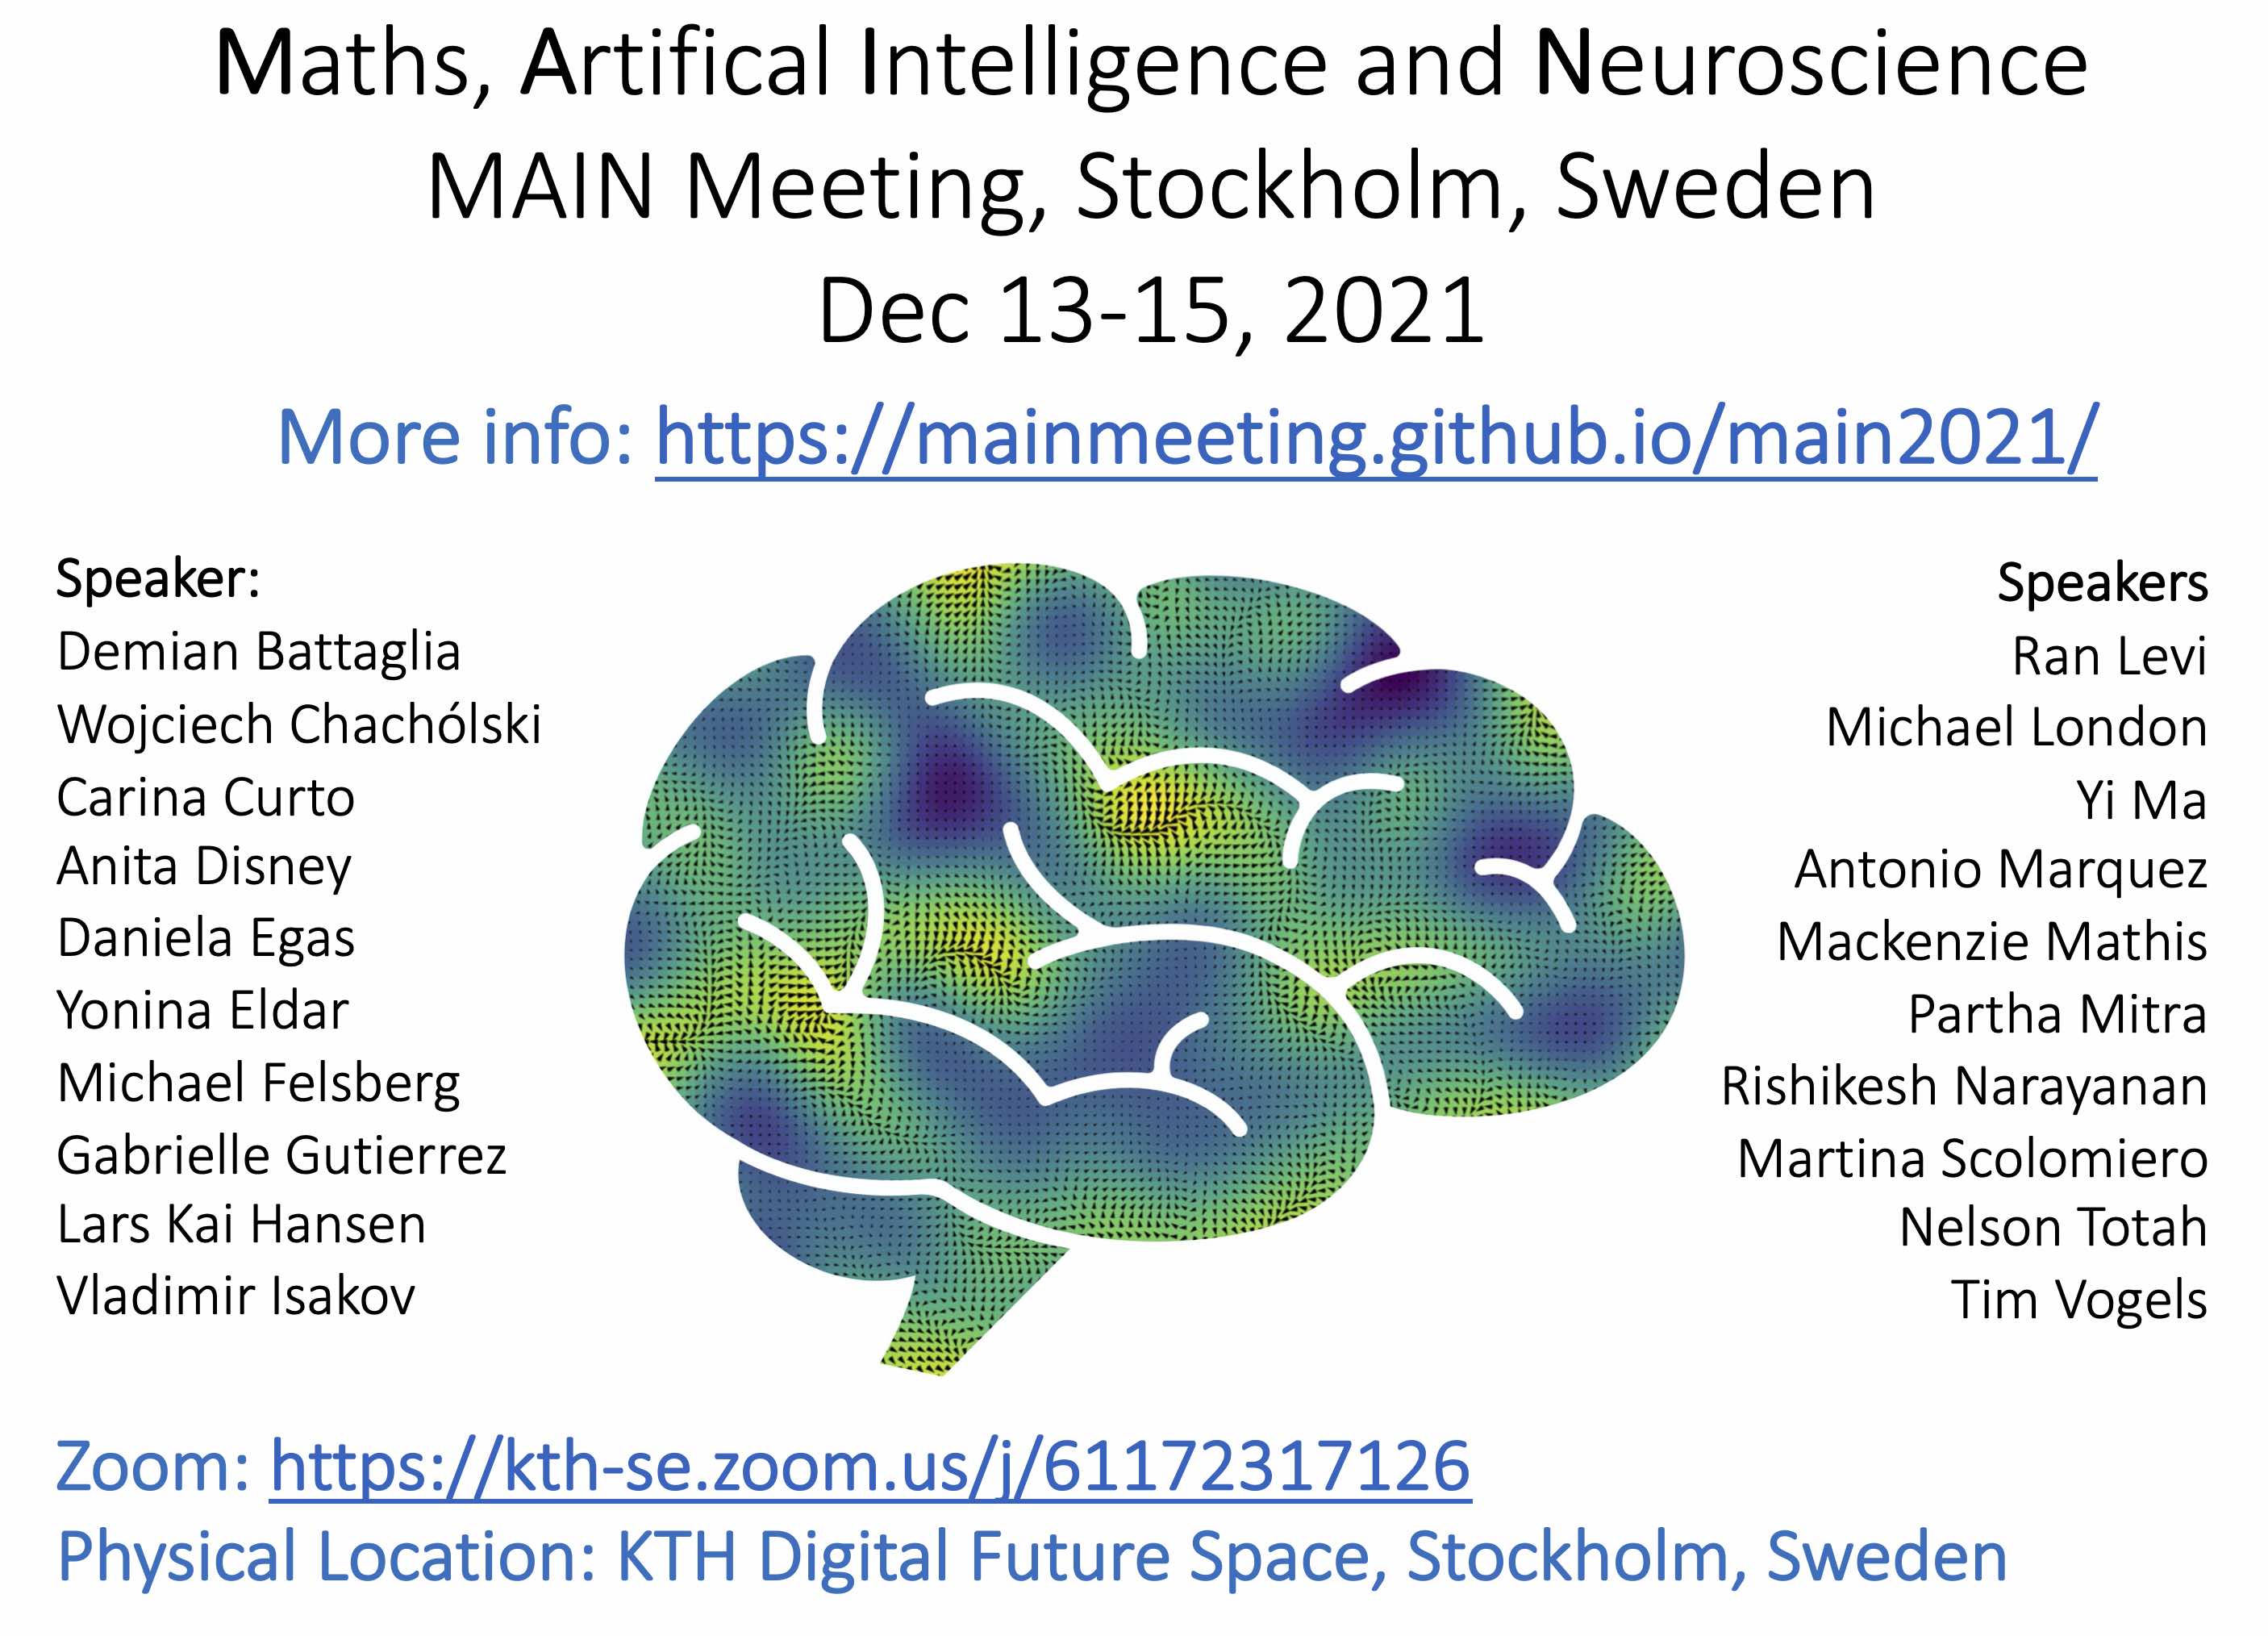 Maths, Artifical Intelligence and Neuroscience
MAIN Meeting, Stockholm, Sweden
Dec 13-15, 2021
More info: https://mainmeeting.github.io/main2021/
Speaker:
Demian Battaglia
Wojciech Chachólski
Carina Curto
Anita Disney
Daniela Egas
Yonina Eldar
Michael Felsberg
Gabrielle Gutierrez
Lars Kai Hansen
Vladimir Isakov
Speakers
Ran Levi
Michael London
Yi Ma
Antonio Marquez
Mackenzie Mathis
Partha Mitra
Rishikesh Narayanan
Martina Scolomiero
Nelson Totah
Tim Vogels
Zoom: https://kth-se.zoom.us/j/61172317126
Physical Location: KTH Digital Future Space, Stockholm, Sweden